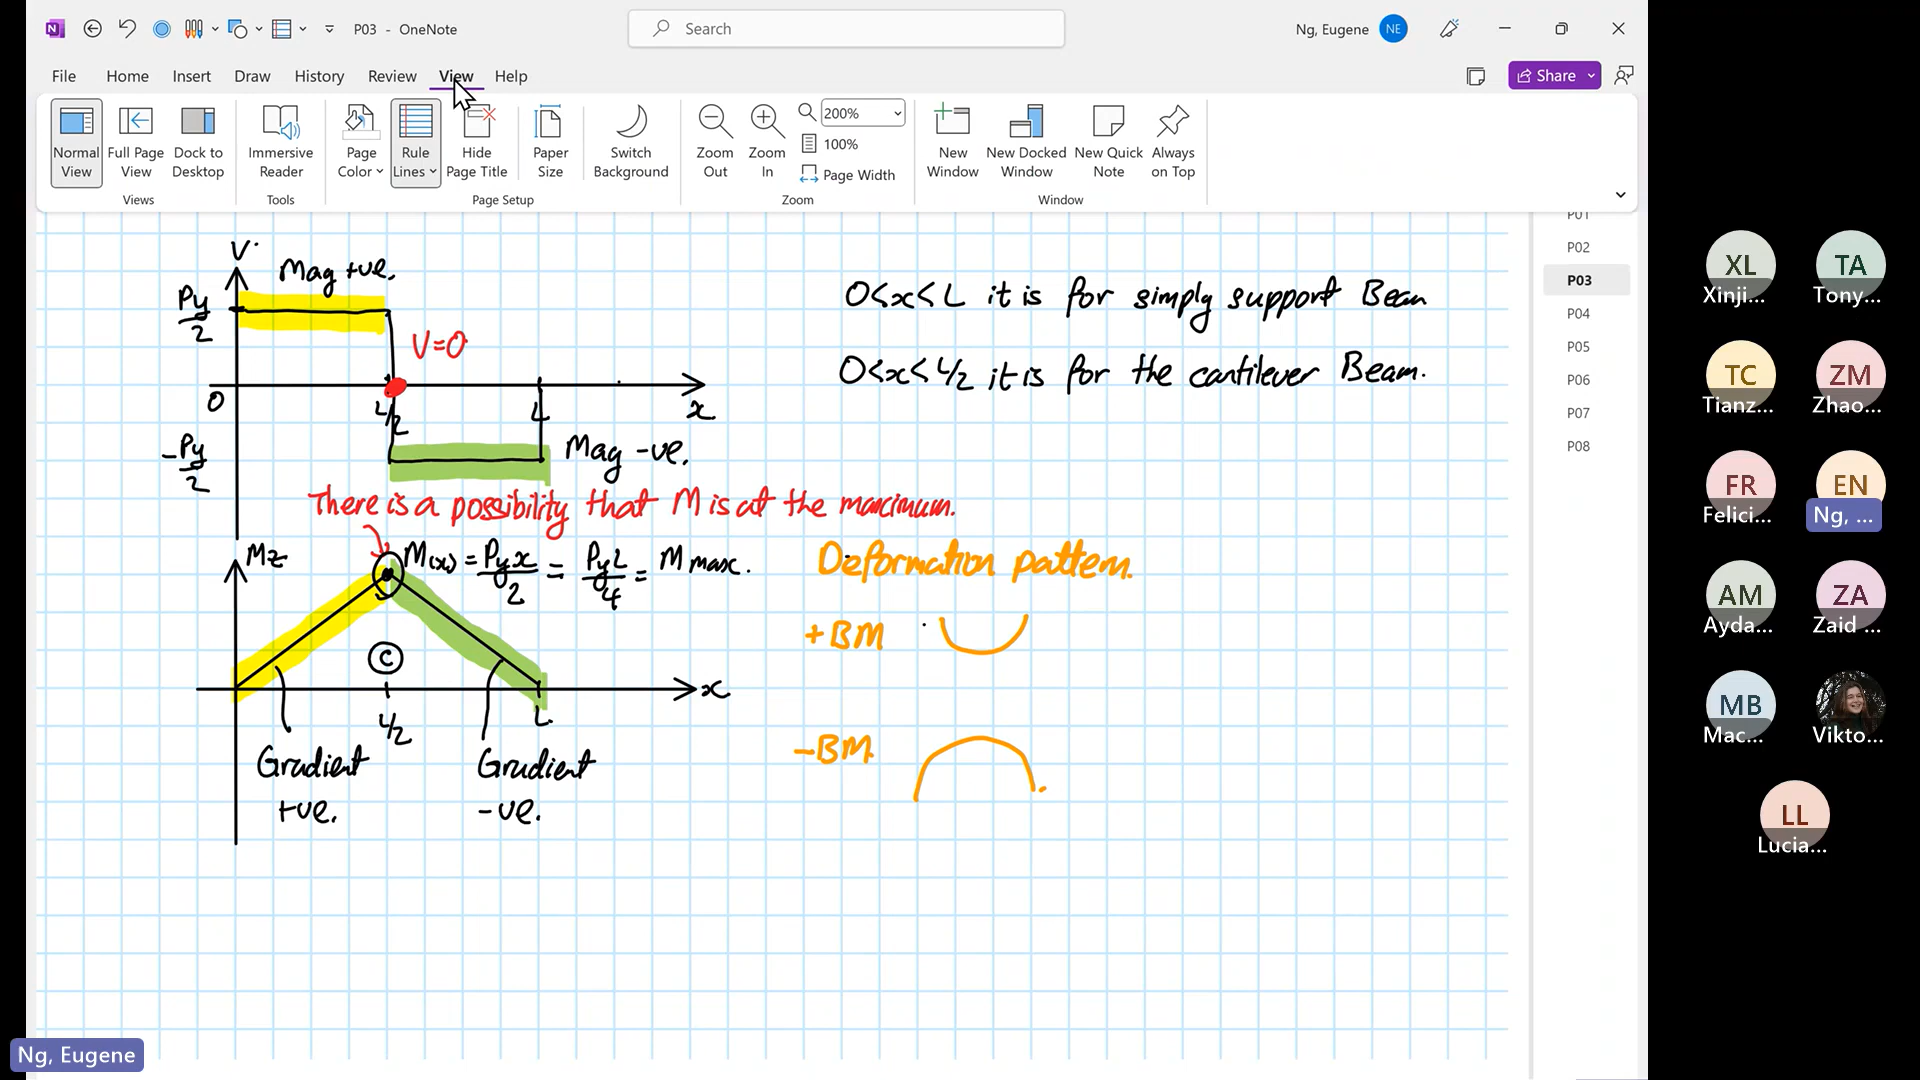 P03 - OneNote
Search
Ng, Eugene
NE
File Home Insert Draw History Review View Help
Share
Normal View
Full Page View
Dock to Desktop
Views
Immersive Reader
Tools
Page Color
Rule Lines
Hide Page Title
Paper Size
Switch Background
Page Setup
Zoom Out
Zoom In
200%
100%
Page Width
Zoom
New Window
New Docked Window
New Quick Note
Always on Top
Window
P01
P02
P03
P04
P05
P06
P07
P08
V
Mag +ve.
Py/2
V=0
0
L/2
L
x
-Py/2
Mag -ve.
0<x<L it is for simply support Beam
0<x<L/2 it is for the cantilever Beam.
There is a possibility that M is at the maximum.
Mz
M(x) = Pyx/2 = PyL/4 = M max.
C
x
L/2
L
Gradient +ve.
Gradient -ve.
Deformation pattern.
+BM
-BM
XL
Xinji...
TA
Tony...
TC
Tianz...
ZM
Zhao...
FR
Felici...
EN
Ng, ...
AM
Ayda...
ZA
Zaid ...
MB
Mac...
Vikto...
LL
Lucia...
Ng, Eugene